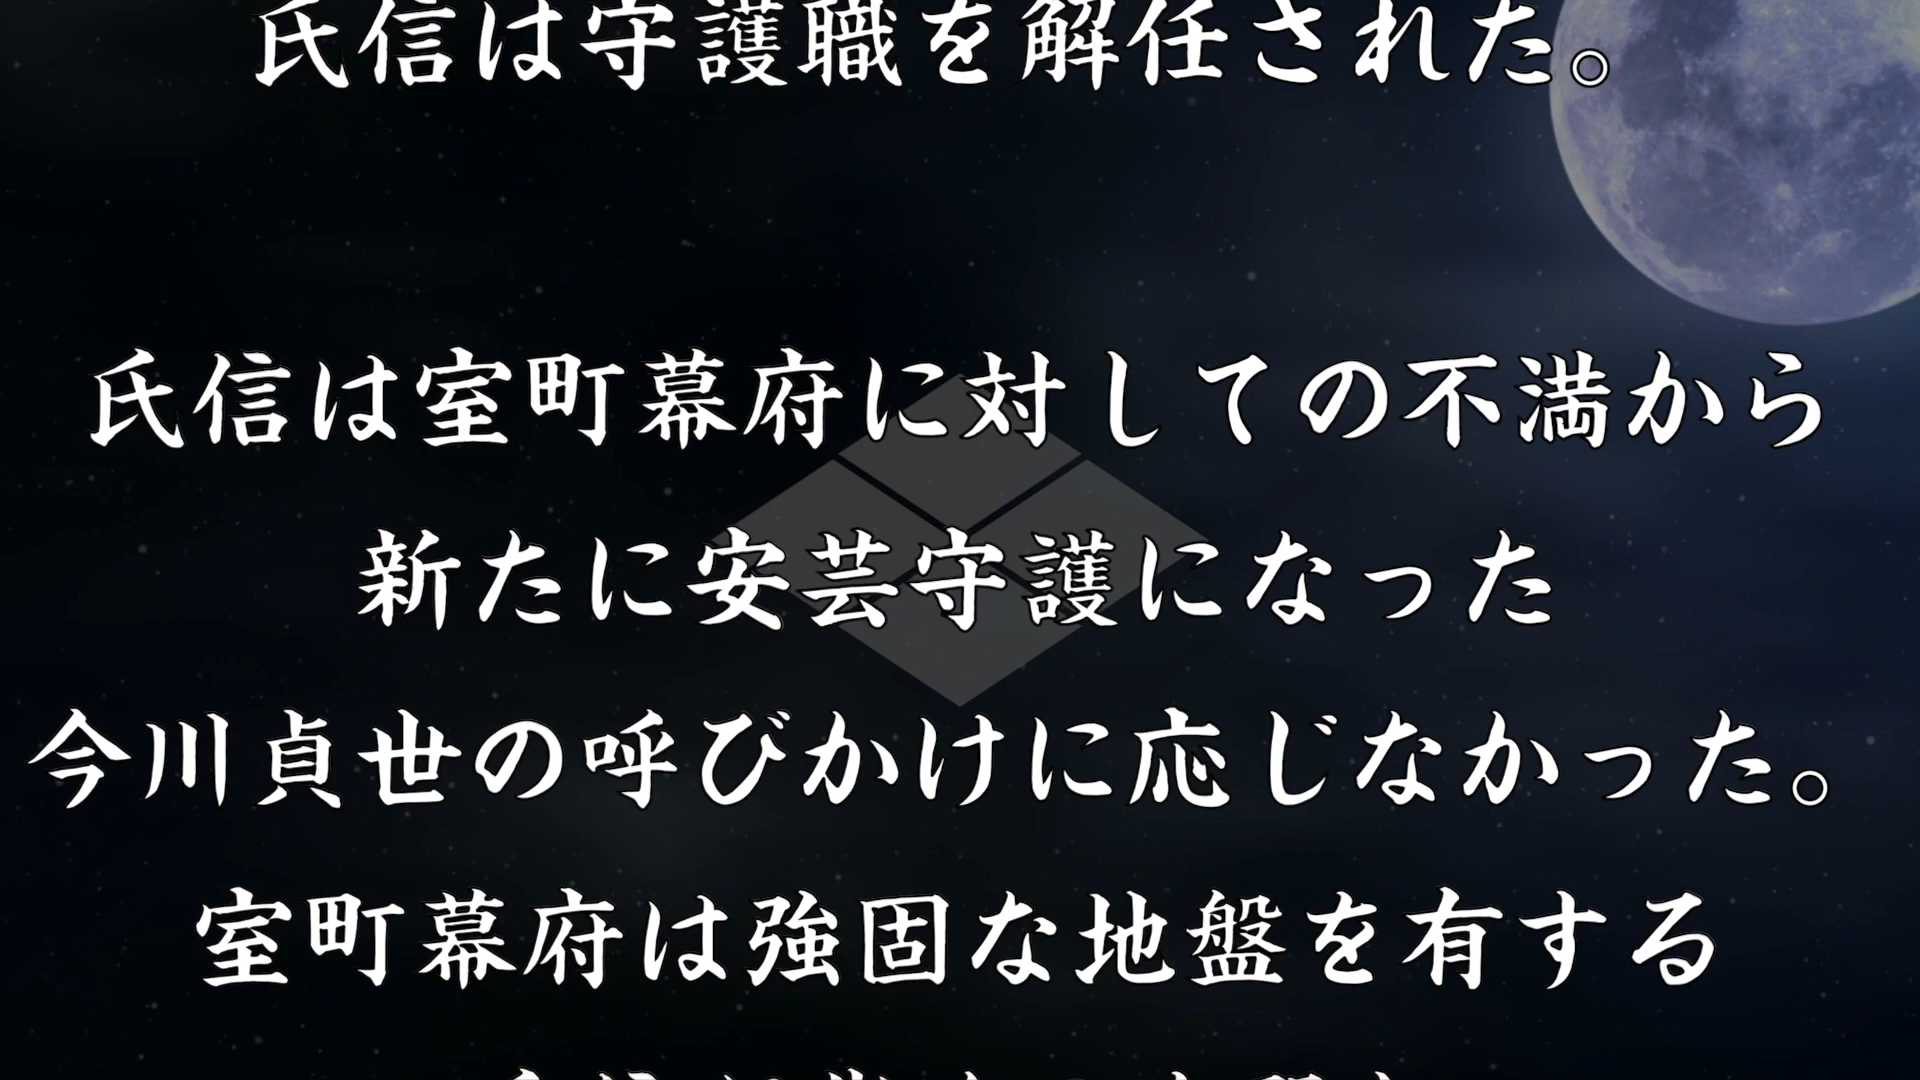 氏信は守護職を解任された。
氏信は室町幕府に対しての不満から
新たに安芸守護になった
今川貞世の呼びかけに応じなかった。
室町幕府は強固な地盤を有する